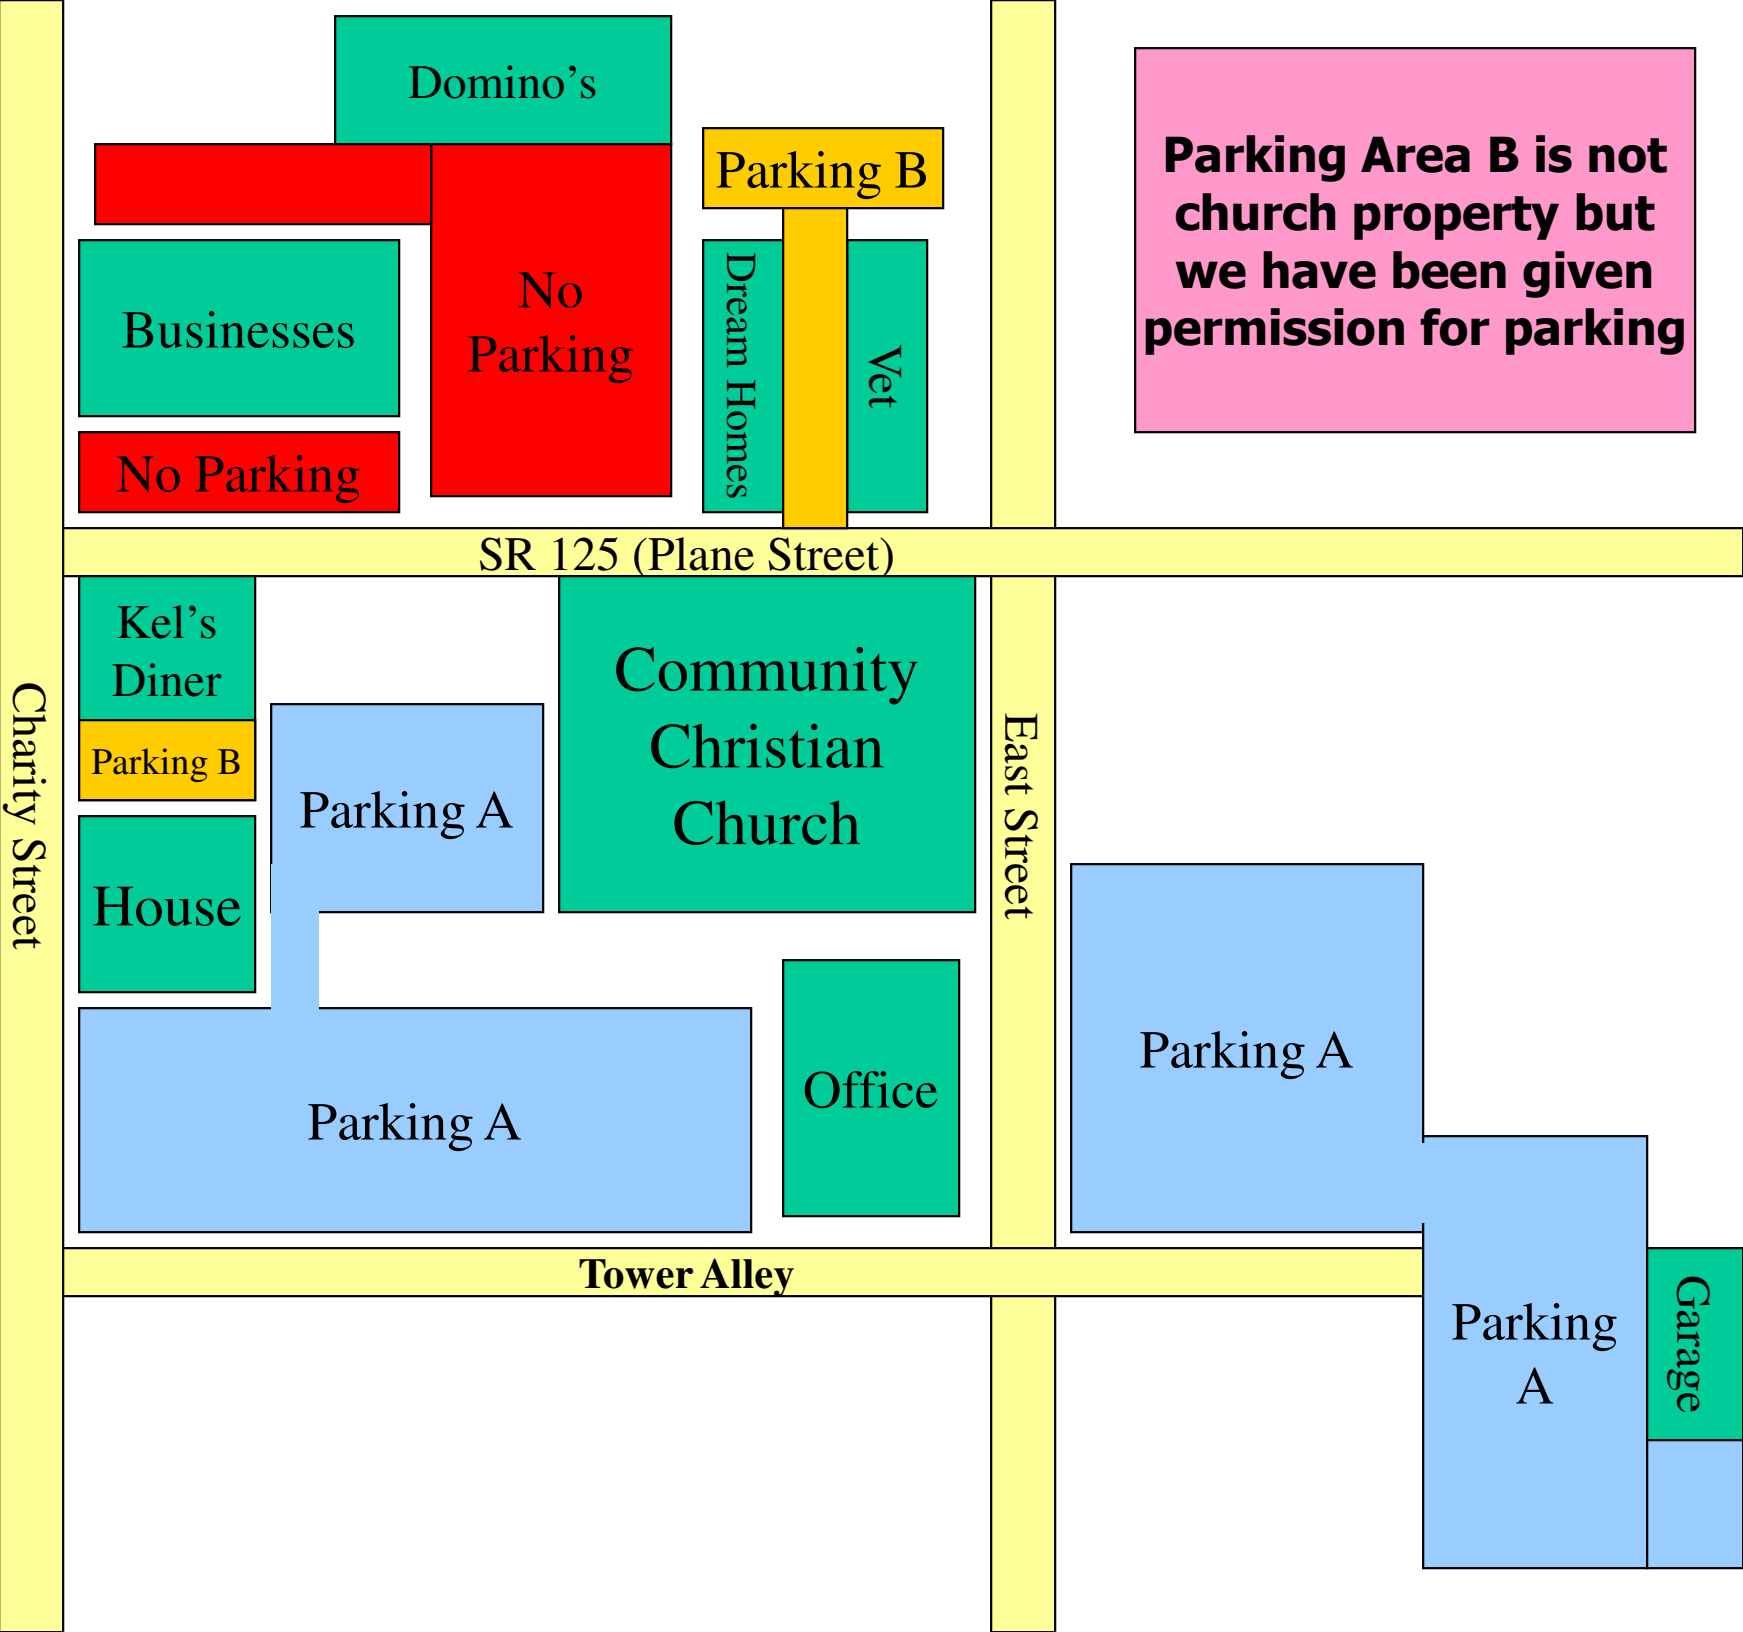 Domino’s
Parking B
Parking Area B is not
church property but
we have been given
permission for parking
No
Parking
Businesses
Dream Homes
Vet
No Parking
SR 125 (Plane Street)
Kel’s
Diner
Community
Christian
Church
Charity Street
East Street
Parking B
Parking A
House
Parking A
Office
Parking A
Tower Alley
Parking
A
Garage